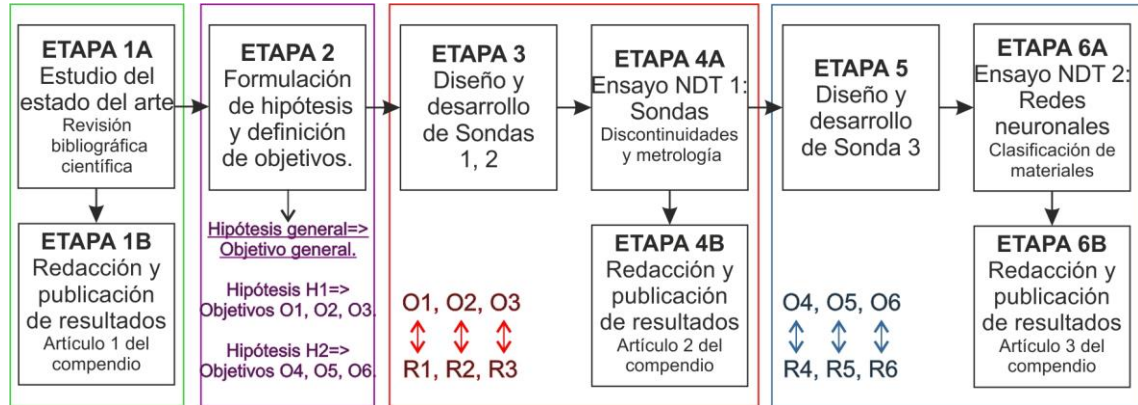 ETAPA 1A
Estudio del
estado del arte
Revisión
bibliográfica
científica
ETAPA 1B
Redacción y
publicación
de resultados
Artículo 1 del
compendio
ETAPA 2
Formulación
de hipótesis
y definición
de objetivos.
Hipótesis general=>
Objetivo general.
Hipótesis H1=>
Objetivos O1, O2, O3.
Hipótesis H2=>
Objetivos O4, O5, O6.
ETAPA 3
Diseño y
desarrollo
de Sondas
1, 2
O1, O2, O3
R1, R2, R3
ETAPA 4A
Ensayo NDT 1:
Sondas
Discontinuidades
y metrología
ETAPA 4B
Redacción y
publicación
de resultados
Artículo 2 del
compendio
ETAPA 5
Diseño y
desarrollo
de Sonda 3
O4, O5, O6
R4, R5, R6
ETAPA 6A
Ensayo NDT 2:
Redes
neuronales
Clasificación de
materiales
ETAPA 6B
Redacción y
publicación
de resultados
Artículo 3 del
compendio